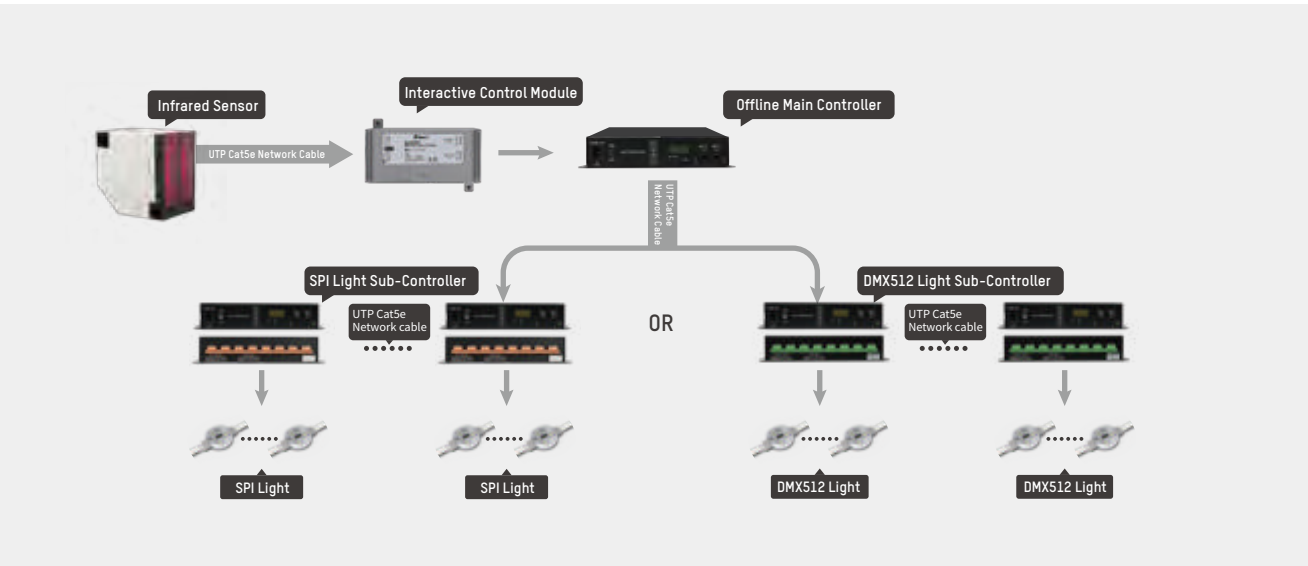 Interactive Control Module
Infrared Sensor
Offline Main Controller
UTP Cat5e Network Cable
UTP Cat5e
Network Cable
SPI Light Sub-Controller
DMX512 Light Sub-Controller
UTP Cat5e
Network cable
UTP Cat5e
Network cable
OR
SPI Light
SPI Light
DMX512 Light
DMX512 Light